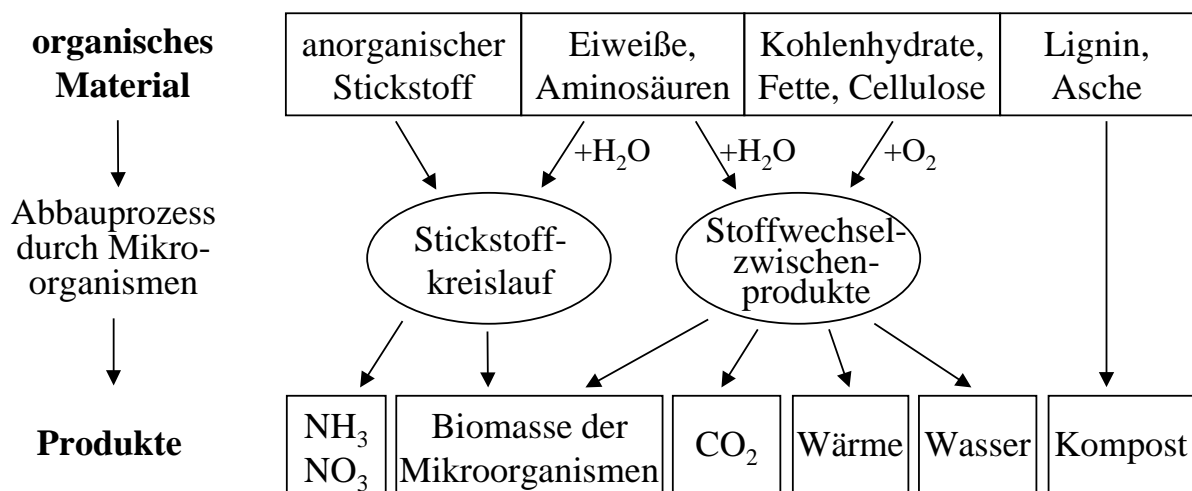 organisches
Material
anorganischer
Stickstoff
Eiweiße,
Aminosäuren
Kohlenhydrate,
Fette, Cellulose
Lignin,
Asche
+H₂O
+H₂O
+O₂
Abbauprozess
durch Mikro-
organismen
Stickstoff-
kreislauf
Stoffwechsel-
zwischen-
produkte
Produkte
NH₃
NO₃
Biomasse der
Mikroorganismen
CO₂
Wärme
Wasser
Kompost